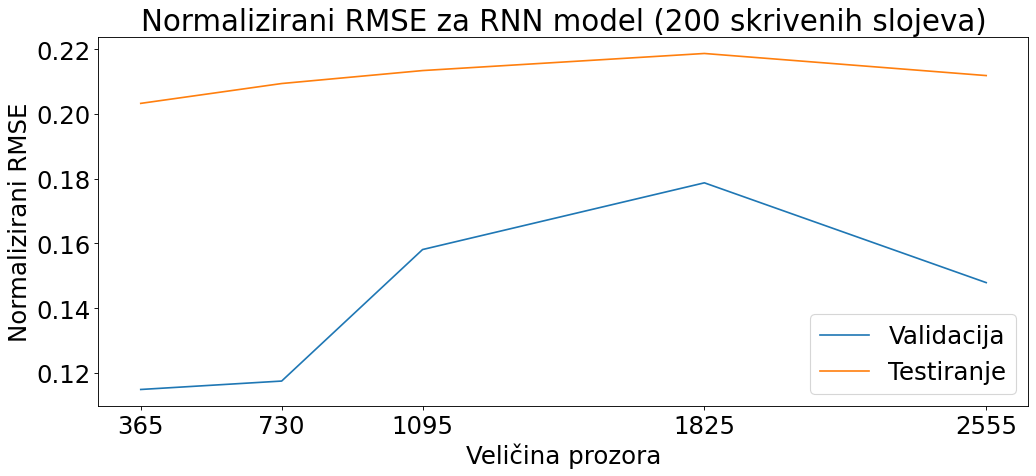 Normalizirani RMSE za RNN model (200 skrivenih slojeva)
Normalizirani RMSE
0.22
0.20
0.18
0.16
0.14
0.12
Validacija
Testiranje
365 730 1095 1825 2555
Veličina prozora